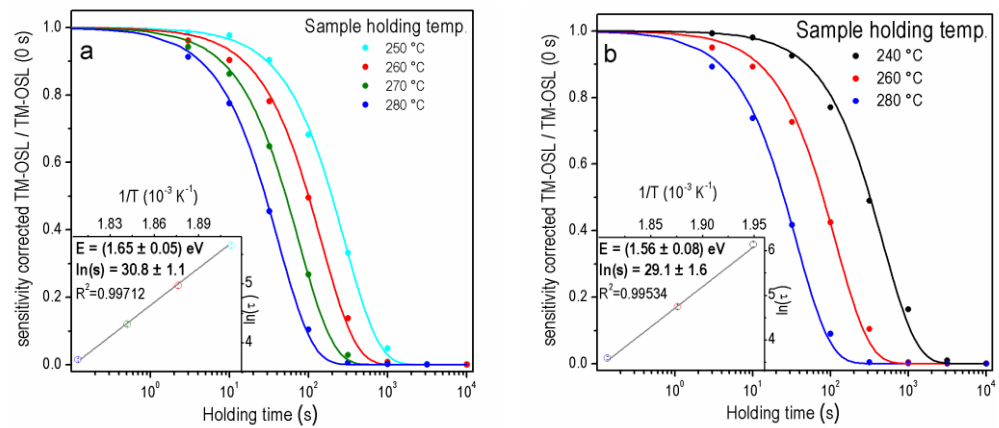 a
Sample holding temp.
250 °C
260 °C
270 °C
280 °C
sensitivity corrected TM-OSL / TM-OSL (0 s)
1.0
0.8
0.6
0.4
0.2
0.0
1/T (10⁻³ K⁻¹)
1.83 1.86 1.89
E = (1.65 ± 0.05) eV
ln(s) = 30.8 ± 1.1
R²=0.99712
5
4
ln(τ)
10⁰ 10¹ 10² 10³ 10⁴
Holding time (s)
b
Sample holding temp.
240 °C
260 °C
280 °C
sensitivity corrected TM-OSL / TM-OSL (0 s)
1.0
0.8
0.6
0.4
0.2
0.0
1/T (10⁻³ K⁻¹)
1.85 1.90 1.95
E = (1.56 ± 0.08) eV
ln(s) = 29.1 ± 1.6
R²=0.99534
6
5
4
ln(τ)
10⁰ 10¹ 10² 10³ 10⁴
Holding time (s)